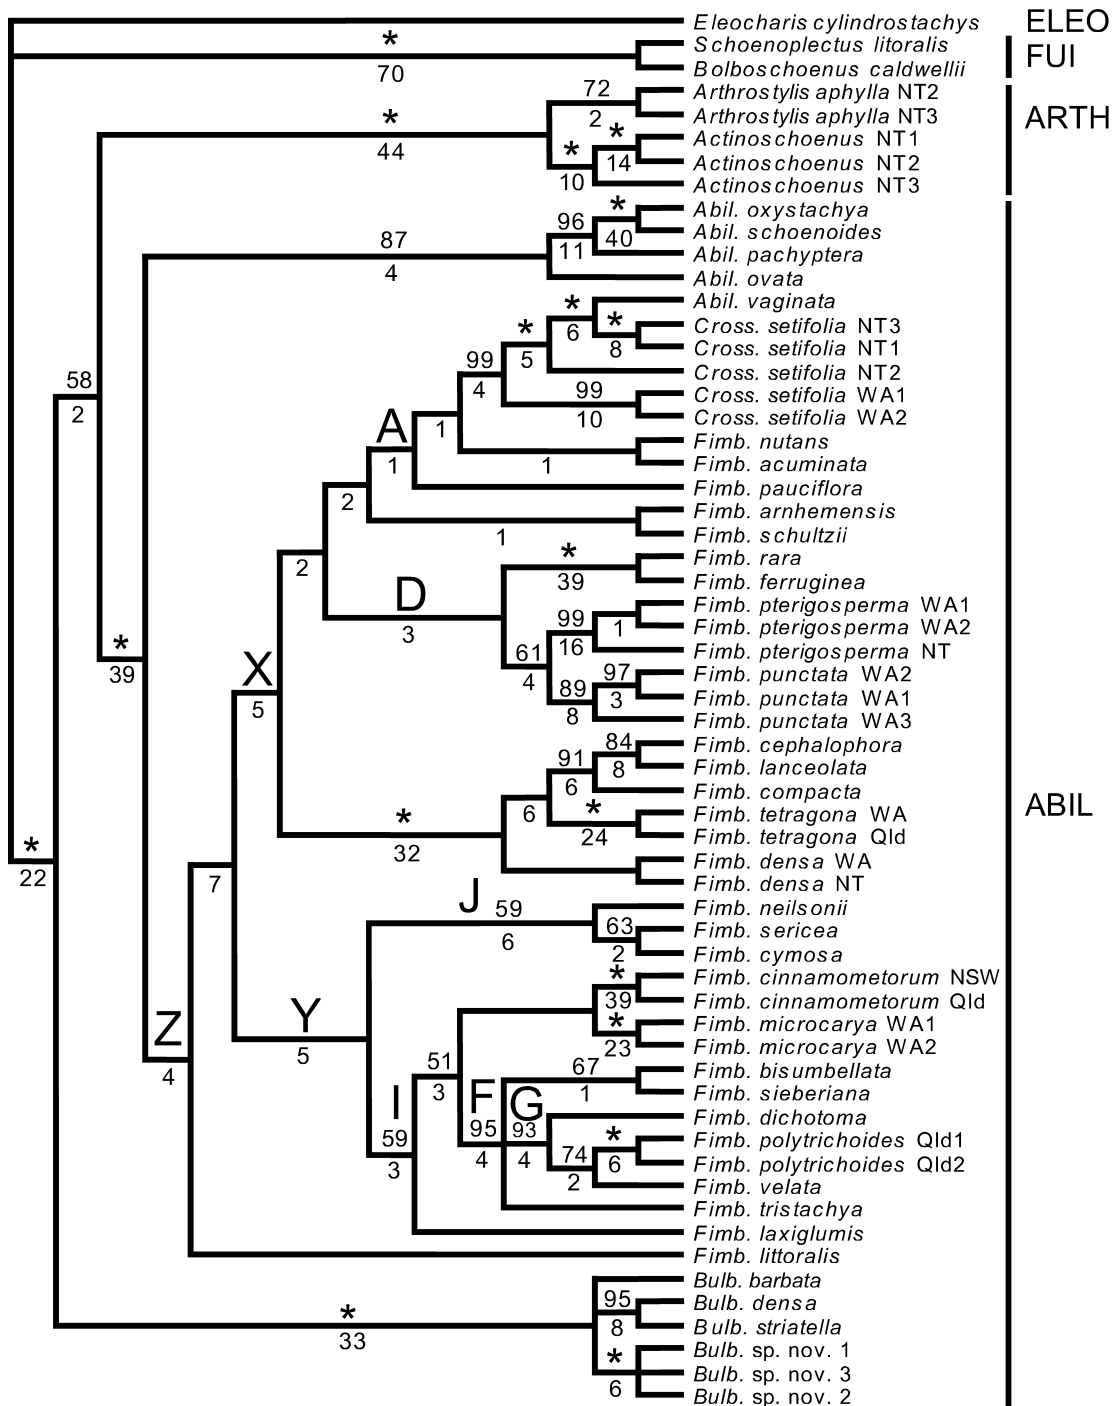 Eleocharis cylindrostachys
ELEO
*
Schoenoplectus litoralis
FUI
70
Bolboschoenus caldwellii
72
Arthrostylis aphylla NT2
*
2
Arthrostylis aphylla NT3
ARTH
44
*
*
Actinoschoenus NT1
14
Actinoschoenus NT2
10
Actinoschoenus NT3
*
Abil. oxystachya
96
40
Abil. schoenoides
87
11
Abil. pachyptera
4
Abil. ovata
*
Abil. vaginata
*
6
*
Cross. setifolia NT3
99
5
8
Cross. setifolia NT1
58
4
Cross. setifolia NT2
2
99
Cross. setifolia WA1
A
1
10
Cross. setifolia WA2
Fimb. nutans
1
1
Fimb. acuminata
2
Fimb. pauciflora
Fimb. arnhemensis
1
Fimb. schultzii
2
*
Fimb. rara
39
Fimb. ferruginea
D
Fimb. pterigosperma WA1
3
99
1
Fimb. pterigosperma WA2
*
61
16
Fimb. pterigosperma NT
39
X
4
97
Fimb. punctata WA2
5
89
3
Fimb. punctata WA1
8
Fimb. punctata WA3
84
Fimb. cephalophora
91
8
Fimb. lanceolata
6
Fimb. compacta
*
6
*
Fimb. tetragona WA
ABIL
32
24
Fimb. tetragona Qld
*
Fimb. densa WA
22
7
Fimb. densa NT
J
59
Fimb. neilsonii
6
63
Fimb. sericea
2
Fimb. cymosa
*
Fimb. cinnamometorum NSW
39
Fimb. cinnamometorum Qld
Z
Y
*
Fimb. microcarya WA1
4
5
23
Fimb. microcarya WA2
51
67
Fimb. bisumbellata
3
1
Fimb. sieberiana
I
F
G
Fimb. dichotoma
59
95
93
*
Fimb. polytrichoides Qld1
3
4
4
74
6
Fimb. polytrichoides Qld2
2
Fimb. velata
Fimb. tristachya
Fimb. laxiglumis
Fimb. littoralis
Bulb. barbata
*
95
Bulb. densa
33
8
Bulb. striatella
*
Bulb. sp. nov. 1
6
Bulb. sp. nov. 3
Bulb. sp. nov. 2